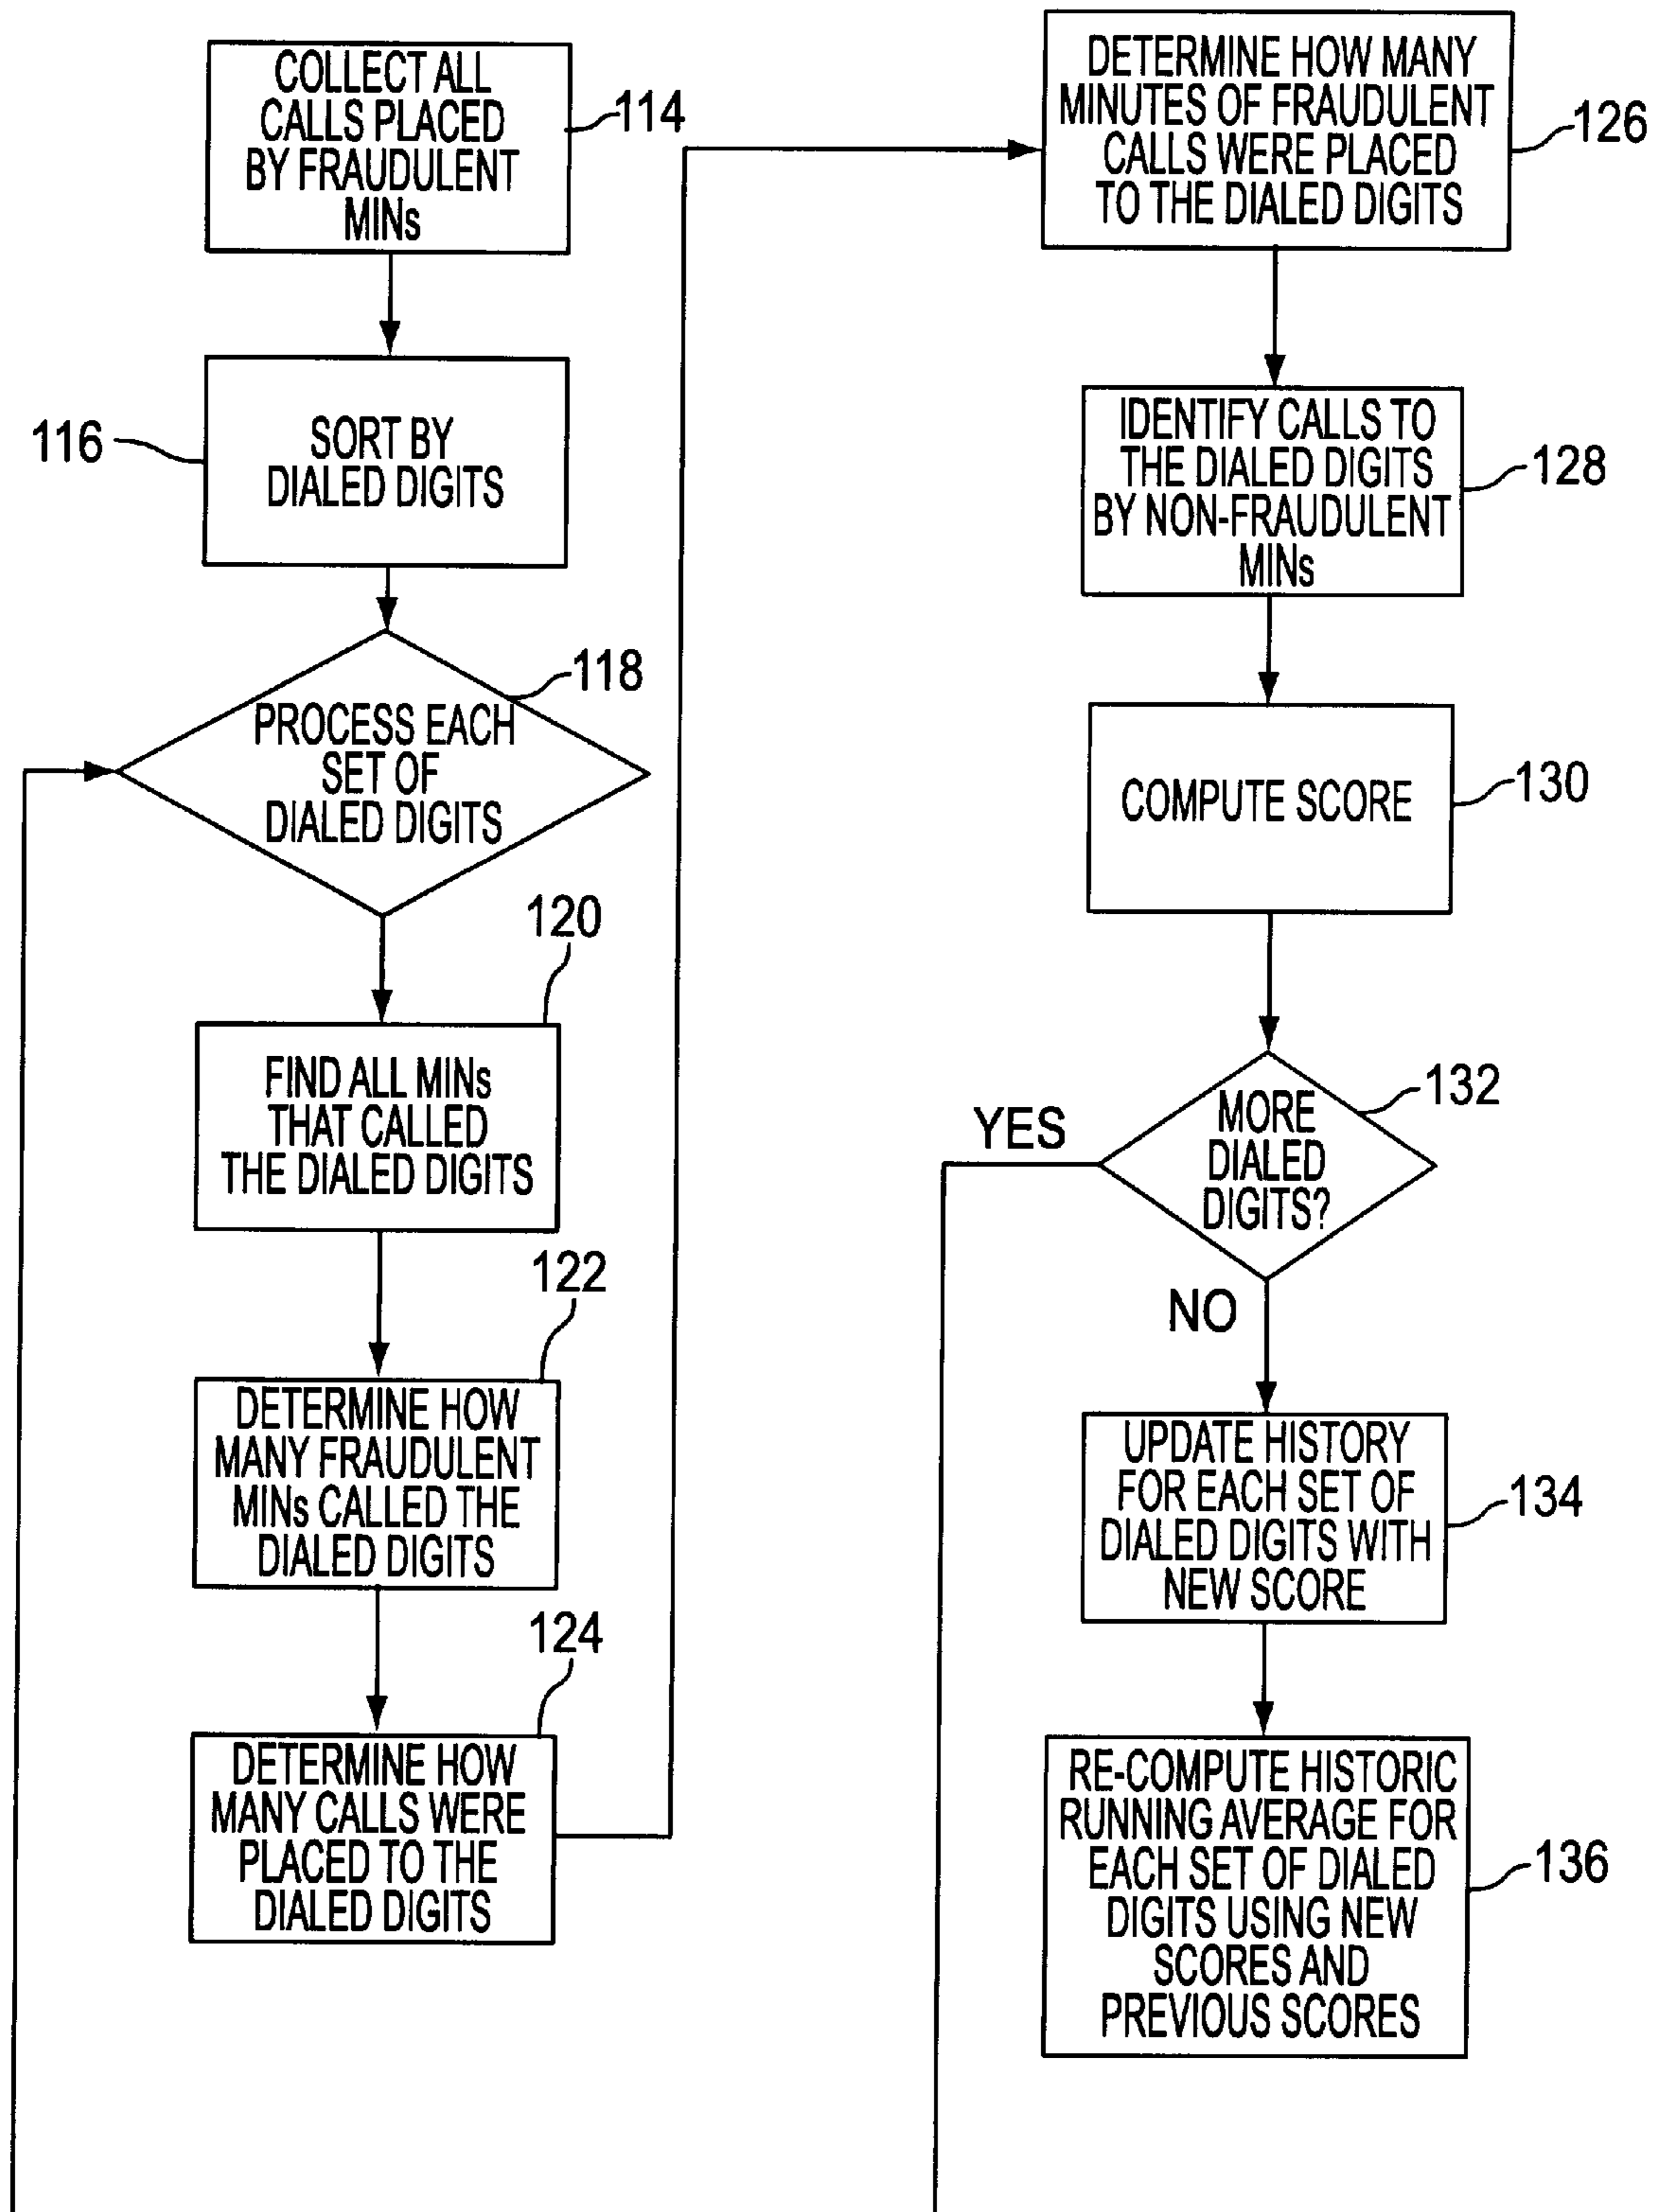 COLLECT ALL
CALLS PLACED
BY FRAUDULENT
MINs
114
SORT BY
DIALED DIGITS
116
PROCESS EACH
SET OF
DIALED DIGITS
118
120
FIND ALL MINs
THAT CALLED
THE DIALED DIGITS
122
DETERMINE HOW
MANY FRAUDULENT
MINs CALLED THE
DIALED DIGITS
124
DETERMINE HOW
MANY CALLS WERE
PLACED TO THE
DIALED DIGITS
DETERMINE HOW MANY
MINUTES OF FRAUDULENT
CALLS WERE PLACED
TO THE DIALED DIGITS
126
IDENTIFY CALLS TO
THE DIALED DIGITS
BY NON-FRAUDULENT
MINs
128
COMPUTE SCORE
130
MORE
DIALED
DIGITS?
132
YES
NO
UPDATE HISTORY
FOR EACH SET OF
DIALED DIGITS WITH
NEW SCORE
134
RE-COMPUTE HISTORIC
RUNNING AVERAGE FOR
EACH SET OF DIALED
DIGITS USING NEW
SCORES AND
PREVIOUS SCORES
136